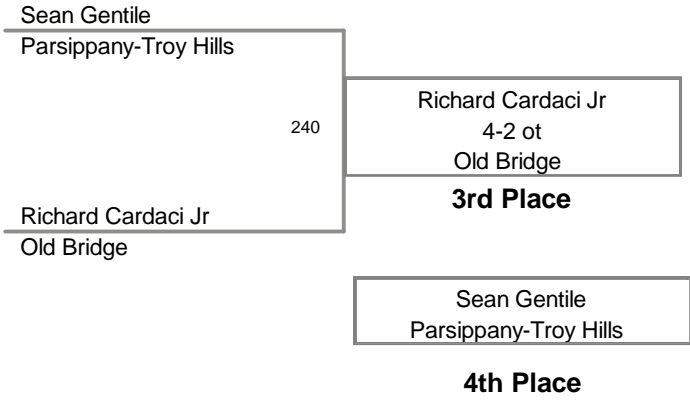 Sean Gentile
Parsippany-Troy Hills
240
Richard Cardaci Jr
4-2 ot
Old Bridge
3rd Place
Richard Cardaci Jr
Old Bridge
Sean Gentile
Parsippany-Troy Hills
4th Place